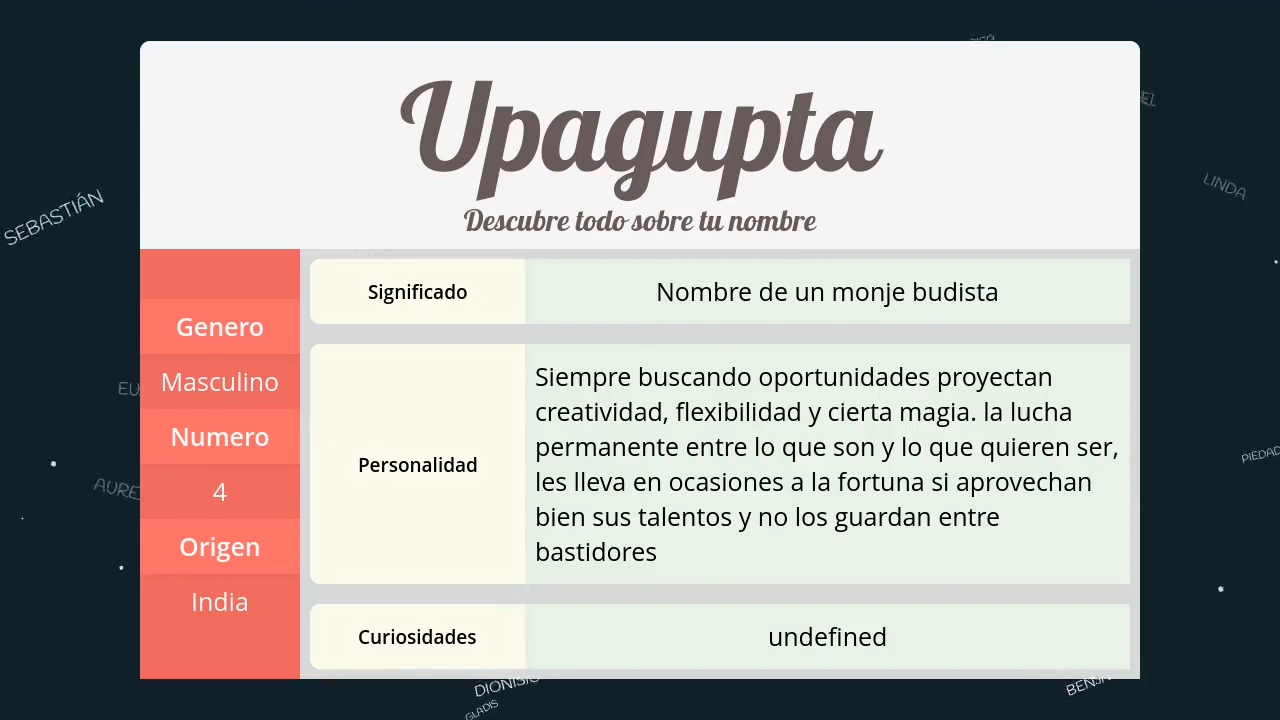 Upagupta
Descubre todo sobre tu nombre
SEBASTIÁN
LINDA
Genero
Masculino
Numero
4
Origen
India
Significado
Nombre de un monje budista
Personalidad
Siempre buscando oportunidades proyectan
creatividad, flexibilidad y cierta magia. la lucha
permanente entre lo que son y lo que quieren ser,
les lleva en ocasiones a la fortuna si aprovechan
bien sus talentos y no los guardan entre
bastidores
Curiosidades
undefined
PIEDAD
DIONISIO
GLADIS